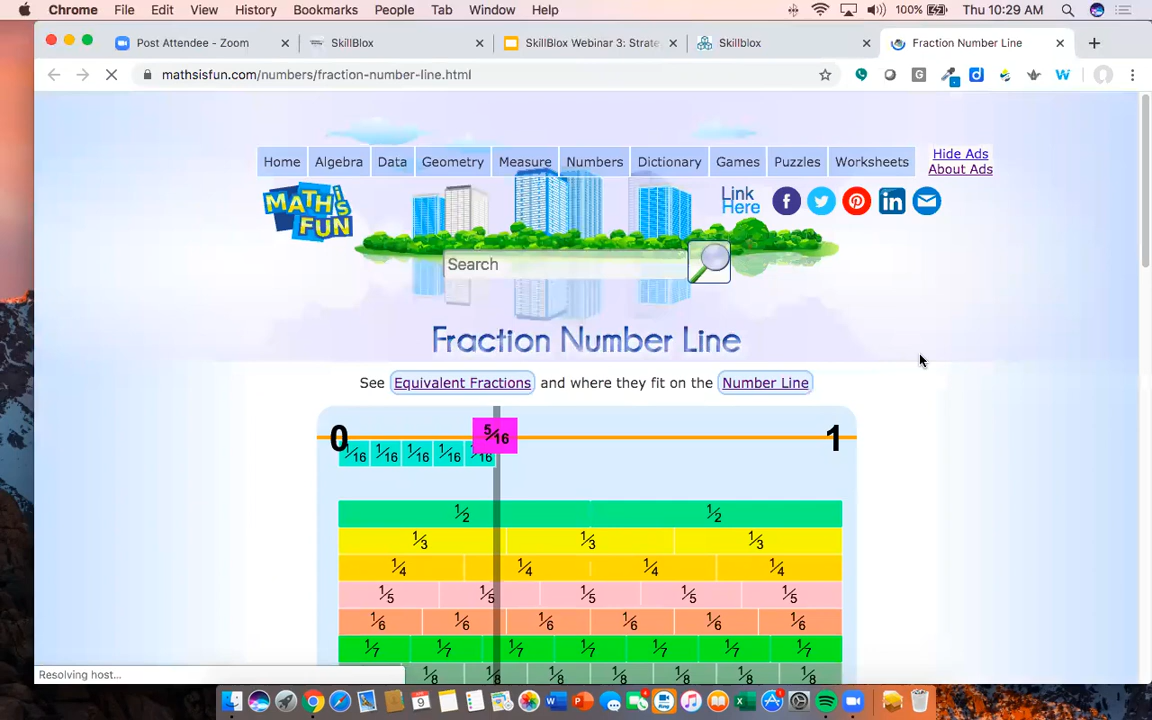 Chrome File Edit View History Bookmarks People Tab Window Help 100% Thu 10:29 AM
Post Attendee - Zoom SkillBlox SkillBlox Webinar 3: Strate Skillblox Fraction Number Line
mathsisfun.com/numbers/fraction-number-line.html
Home Algebra Data Geometry Measure Numbers Dictionary Games Puzzles Worksheets
Hide Ads
About Ads
MATH iS FUN
Link Here
Search
Fraction Number Line
See Equivalent Fractions and where they fit on the Number Line
0 5/16 1
1/16 1/16 1/16 1/16 1/16
1/2 1/2
1/3 1/3 1/3
1/4 1/4 1/4 1/4
1/5 1/5 1/5 1/5 1/5
1/6 1/6 1/6 1/6 1/6 1/6
1/7 1/7 1/7 1/7 1/7 1/7 1/7
1/8 1/8 1/8 1/8 1/8 1/8 1/8
Resolving host...